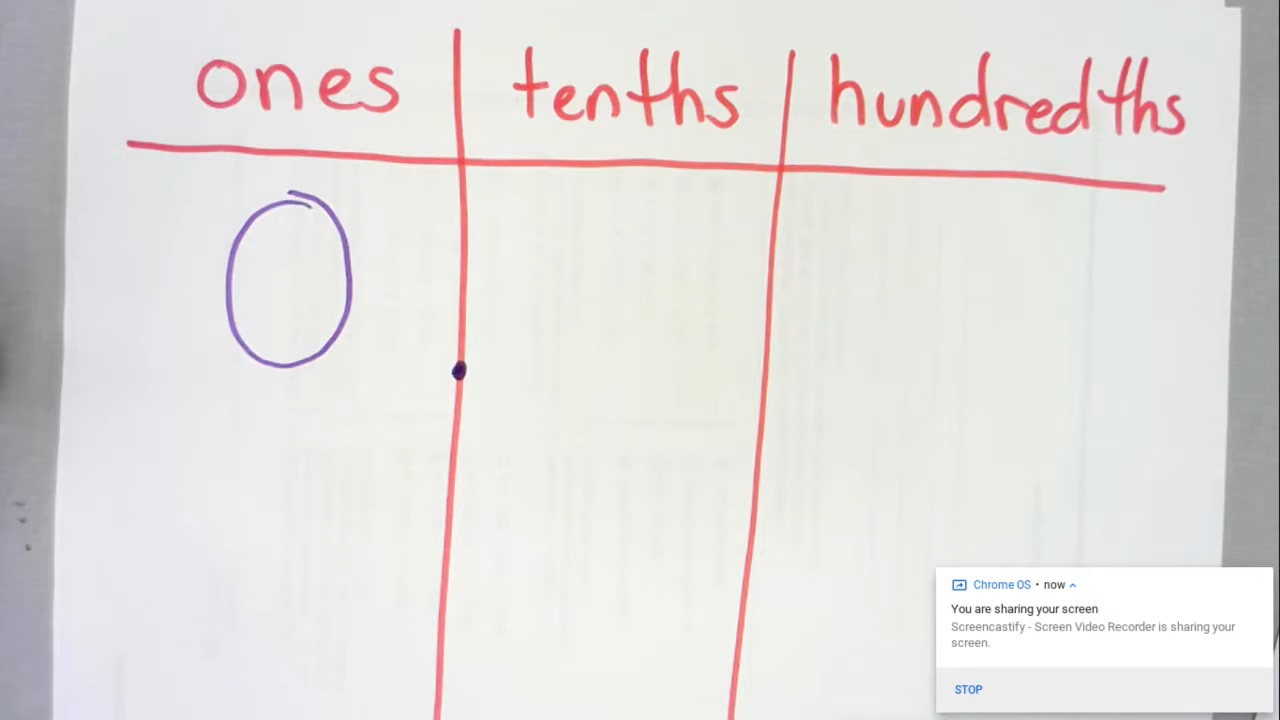 ones tenths hundredths
0 .
Chrome OS • now
You are sharing your screen
Screencastify - Screen Video Recorder is sharing your
screen.
STOP